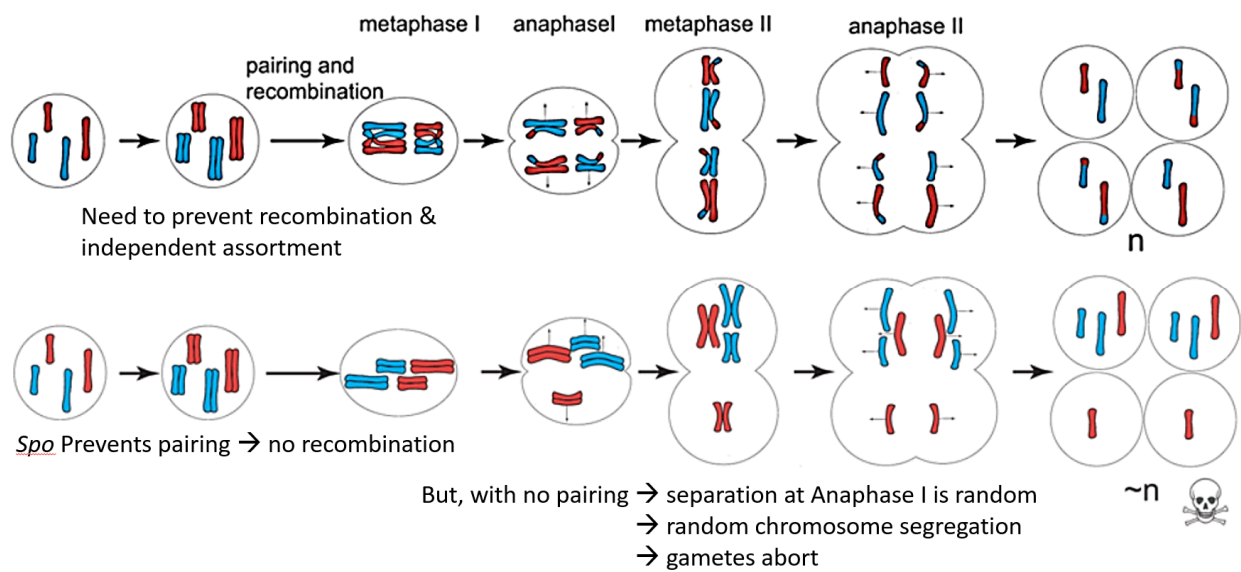 metaphase I
anaphaseI
metaphase II
anaphase II
pairing and
recombination
Need to prevent recombination &
independent assortment
n
Spo Prevents pairing → no recombination
But, with no pairing → separation at Anaphase I is random
→ random chromosome segregation
→ gametes abort
~n